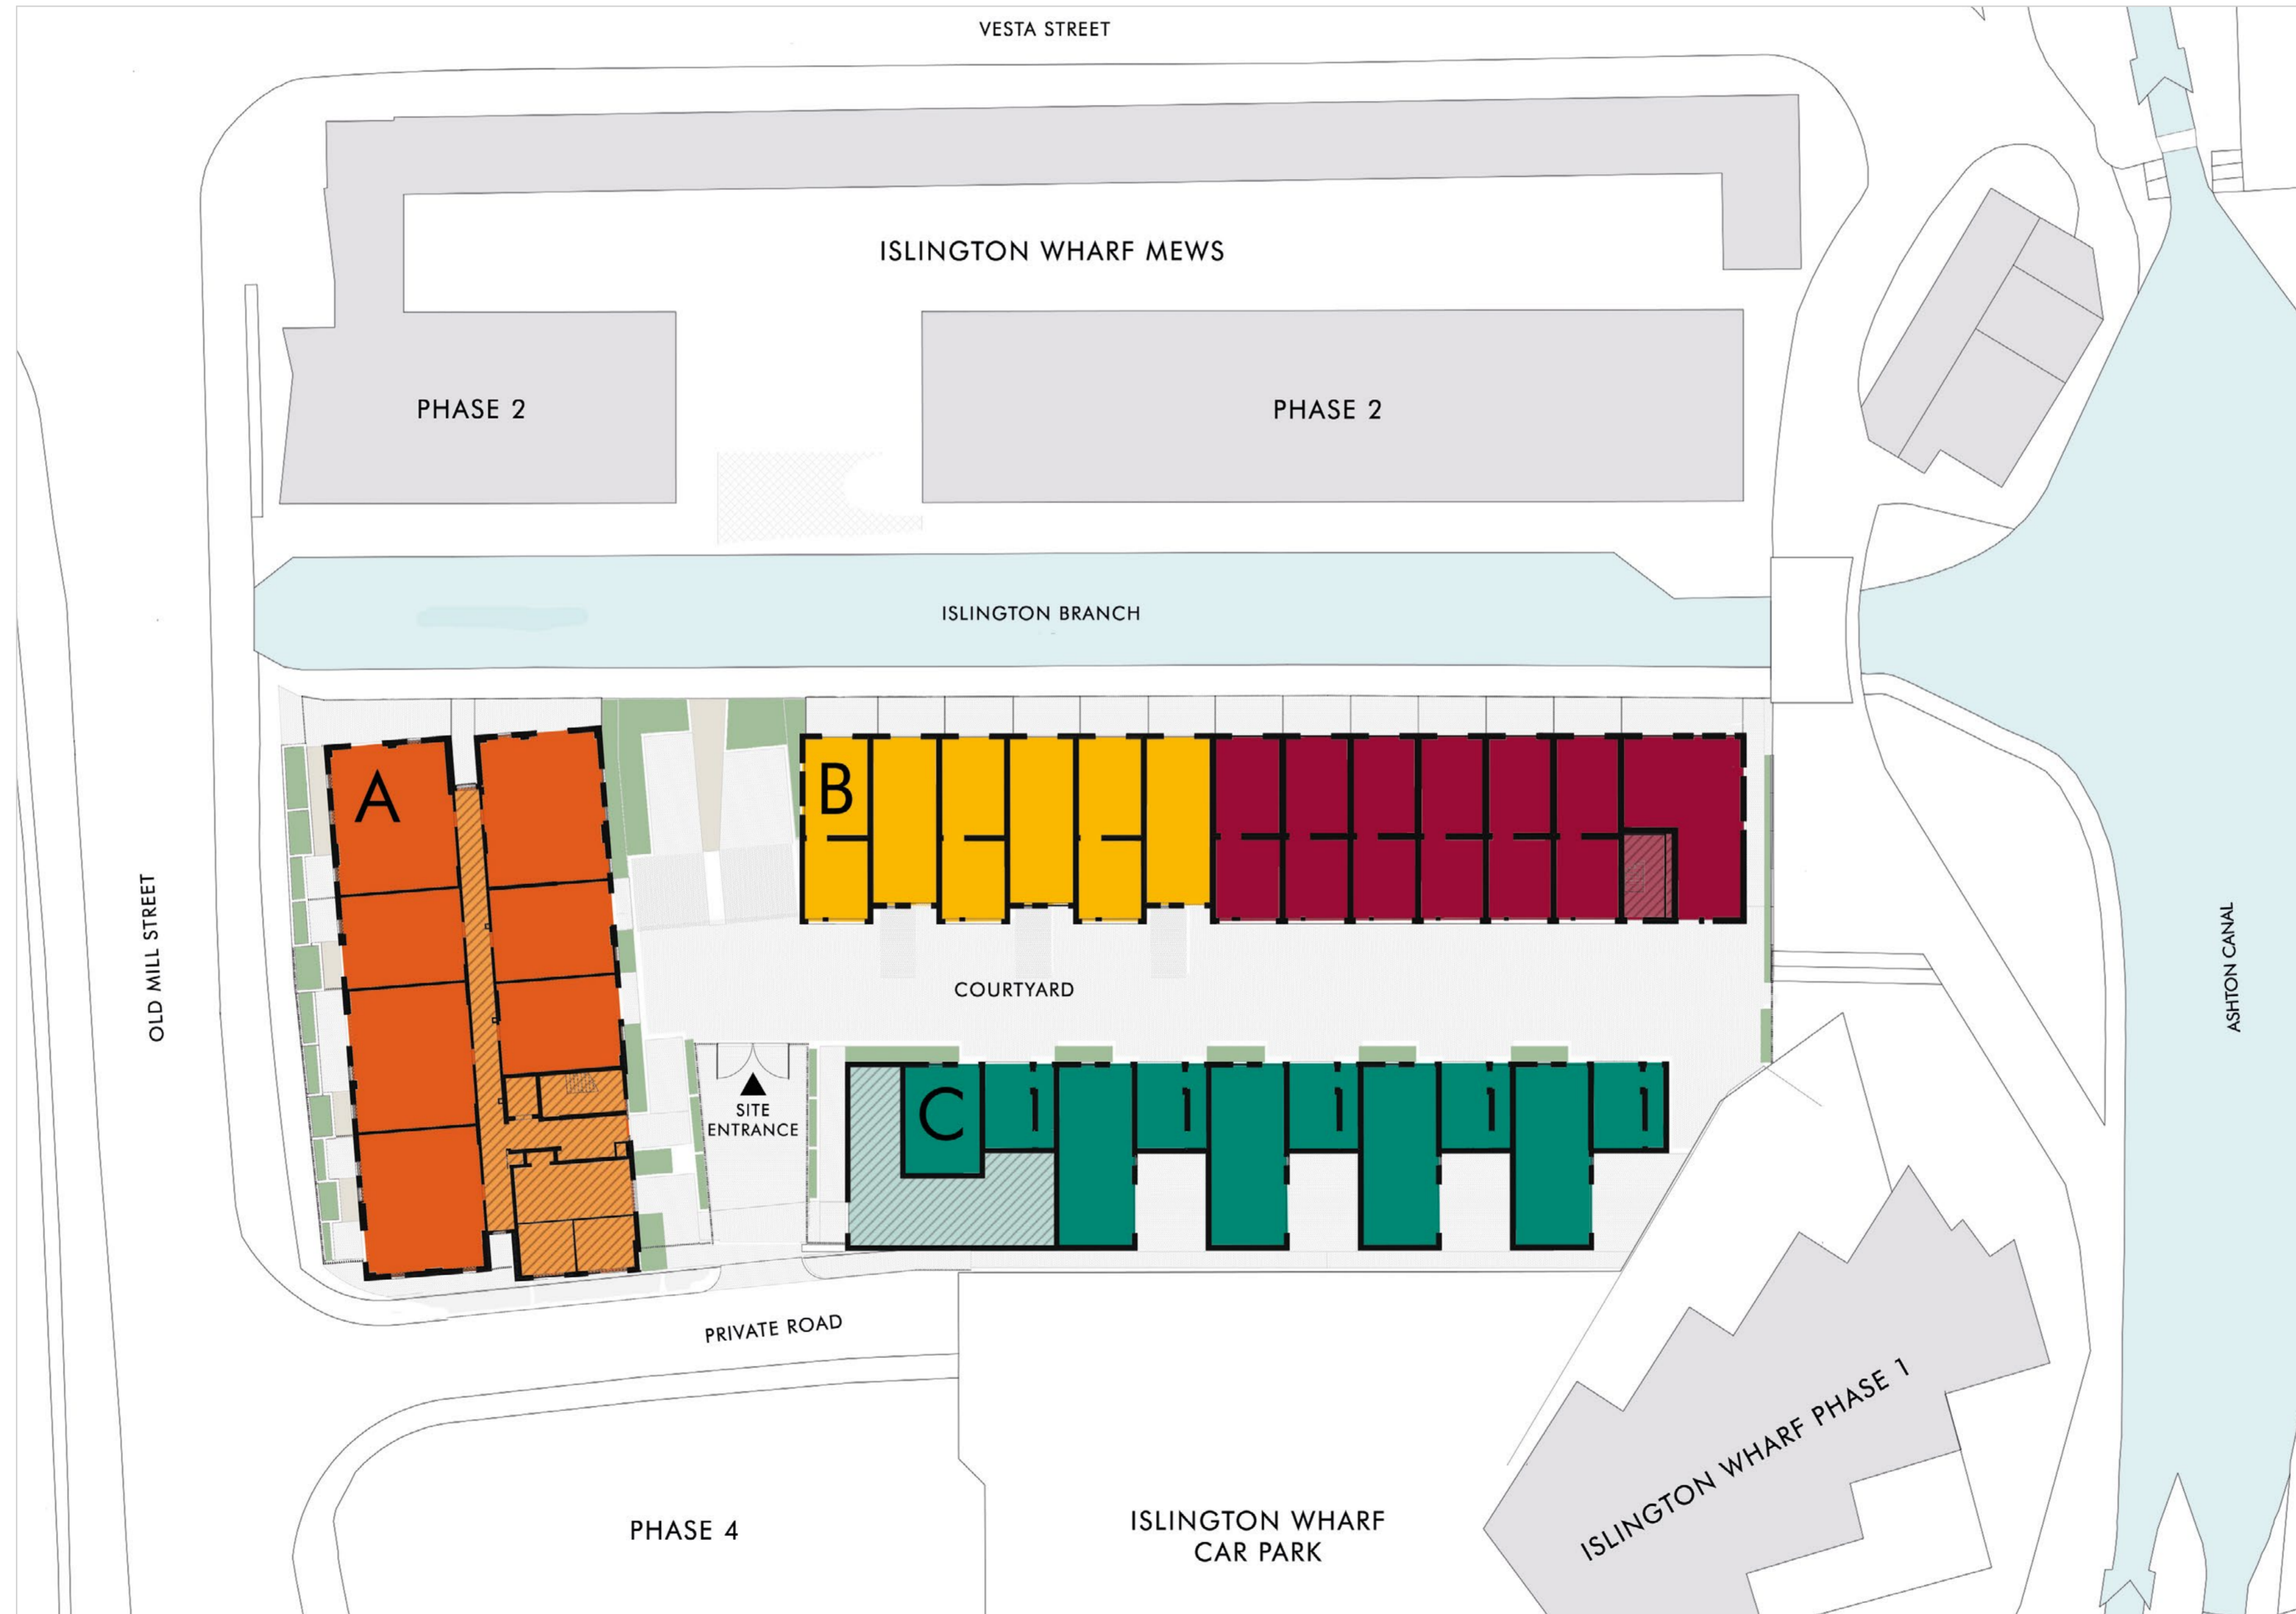 VESTA STREET
ISLINGTON WHARF MEWS
PHASE 2
PHASE 2
ISLINGTON BRANCH
A
B
OLD MILL STREET
COURTYARD
ASHTON CANAL
C
SITE
ENTRANCE
PRIVATE ROAD
ISLINGTON WHARF PHASE 1
PHASE 4
ISLINGTON WHARF
CAR PARK